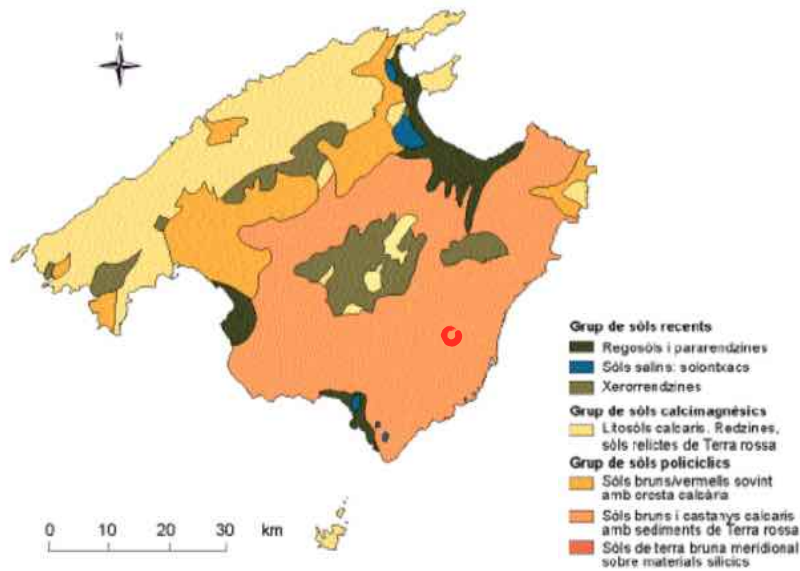 N
Grup de sòls recents
Regosòls i pararendzines
Sòls salins: solontxacs
Xerorrendzines
Grup de sòls calcimagnèsics
Litosòls calcaris. Redzines,
sòls relictes de Terra rossa
Grup de sòls policíclics
Sòls bruns/vermells sovint
amb crosta calcària
Sòls bruns i castanys calcaris
amb sediments de Terra rossa
Sòls de terra bruna meridional
sobre materials silícics
0 10 20 30 km